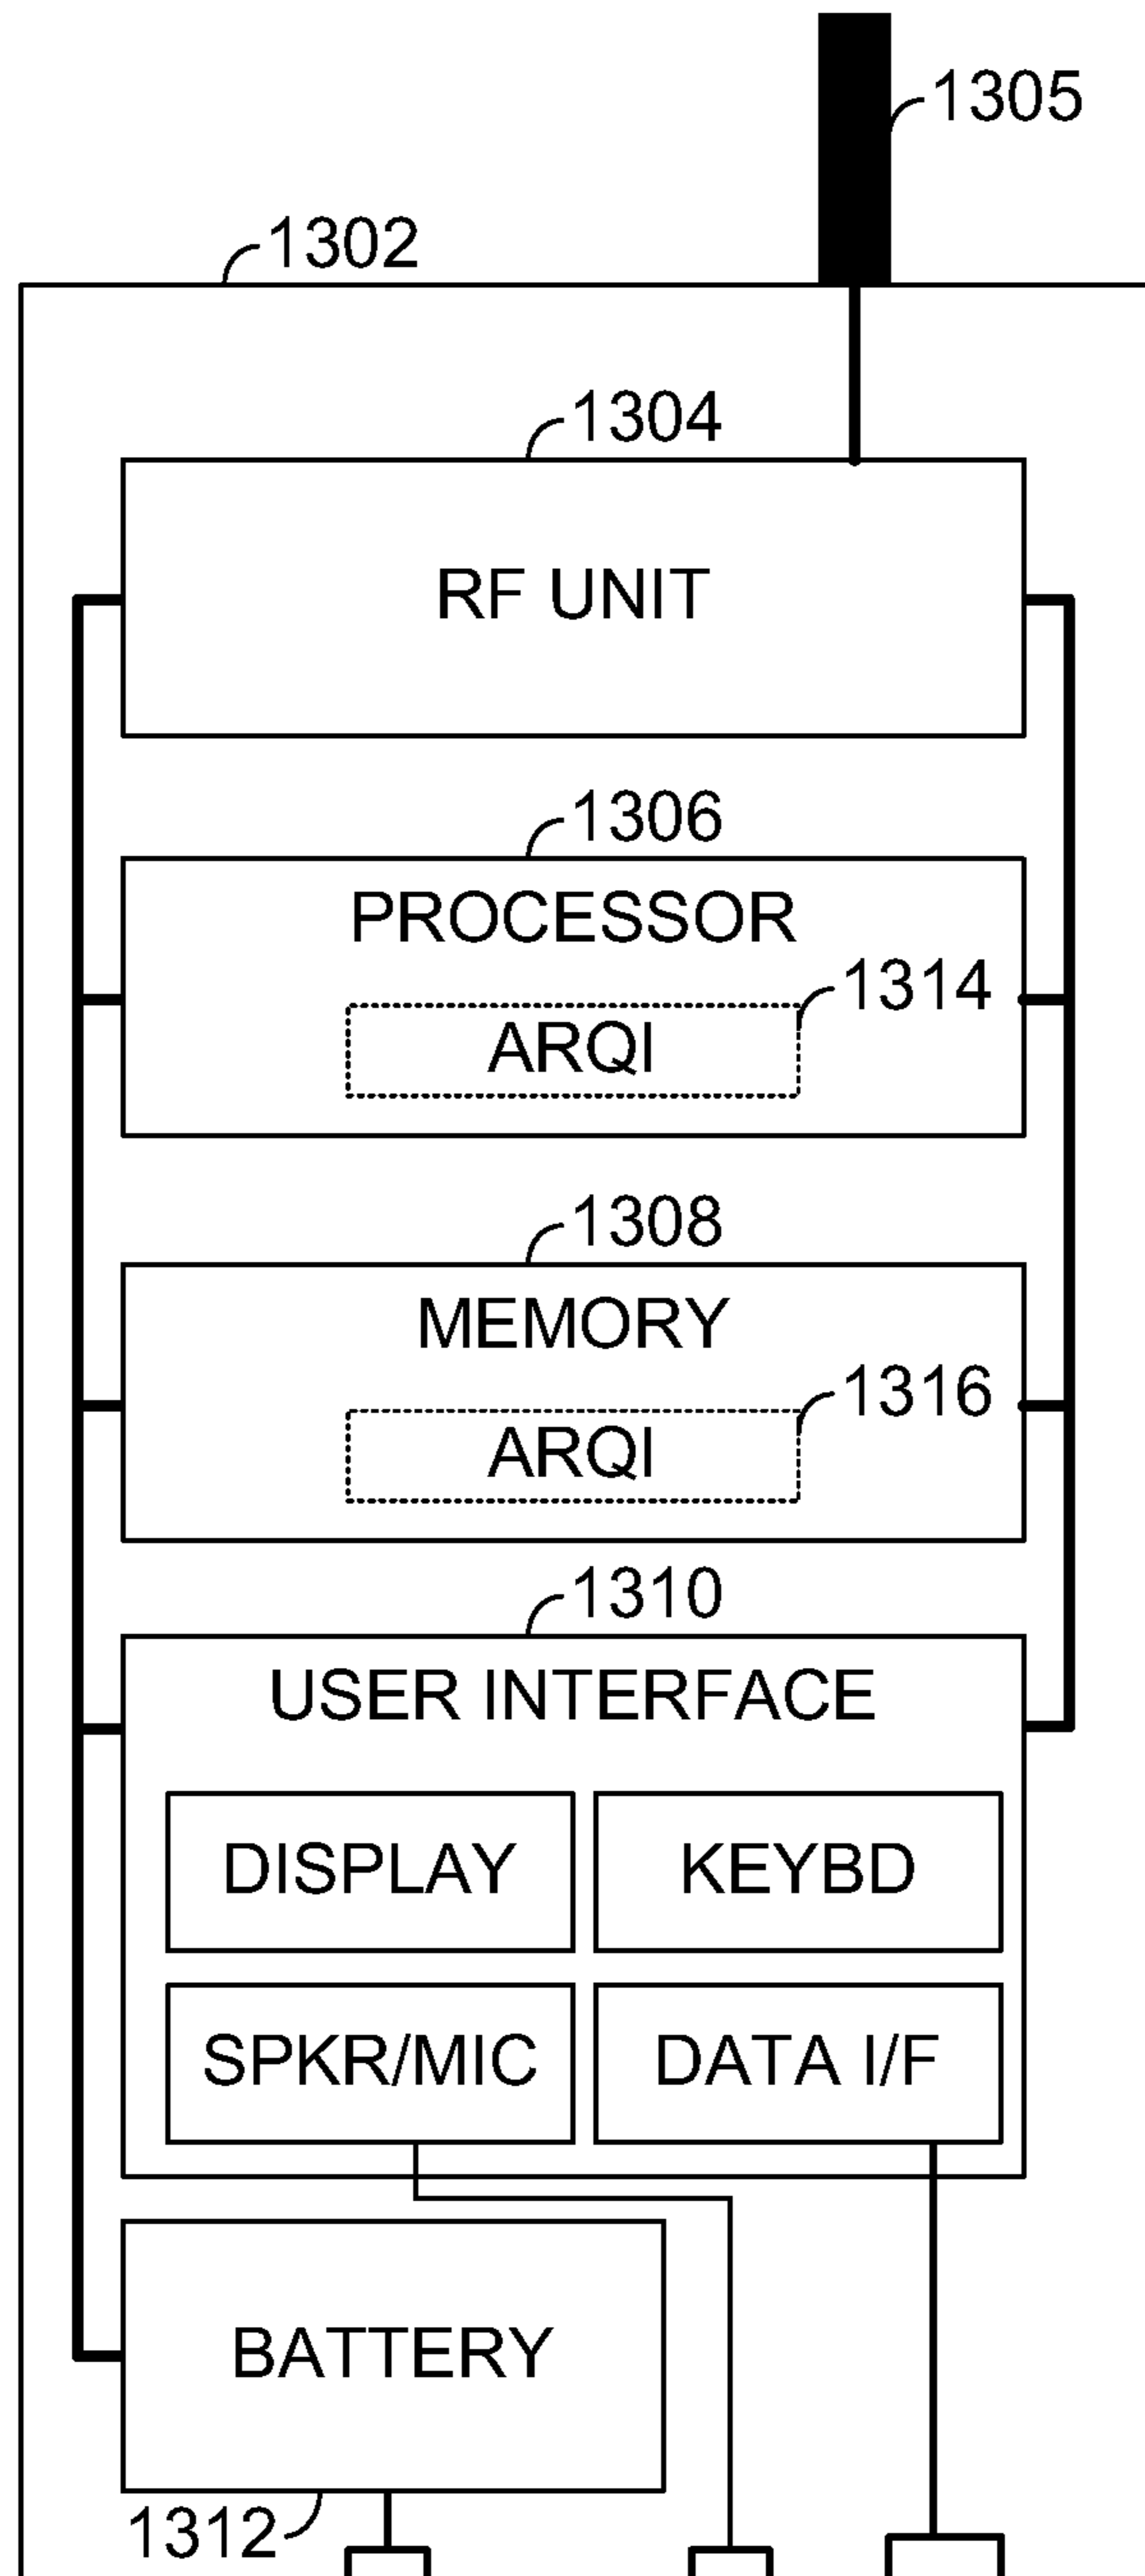 1305
1302
1304
RF UNIT
1306
PROCESSOR
1314
ARQI
1308
MEMORY
1316
ARQI
1310
USER INTERFACE
DISPLAY KEYBD
SPKR/MIC DATA I/F
BATTERY
1312